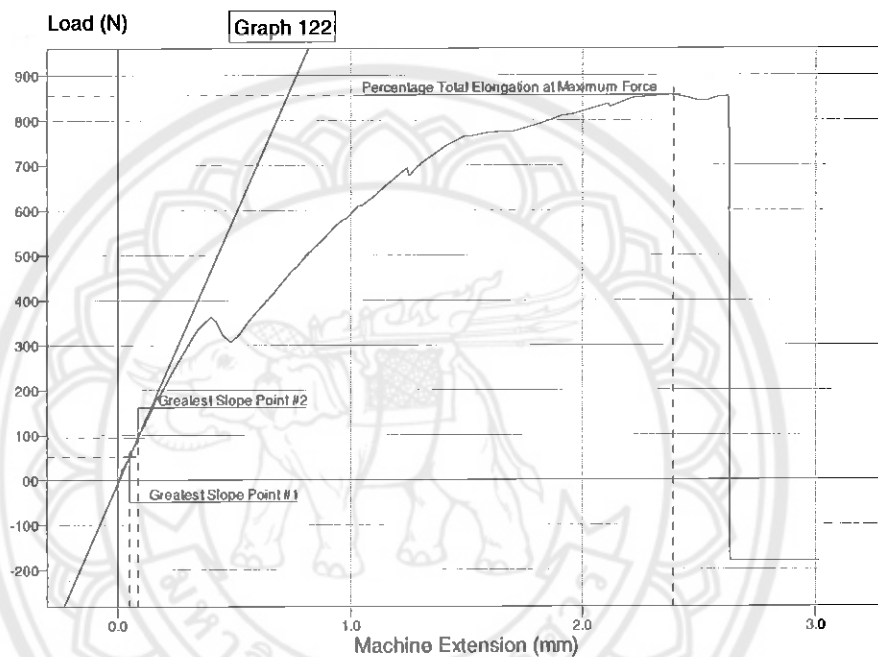 Load (N)
Graph 122
900
Percentage Total Elongation at Maximum Force
800
700
600
500
400
300
200
Greatest Slope Point #2
100
00
Greatest Slope Point #1
-100
-200
0.0
1.0
2.0
3.0
Machine Extension (mm)